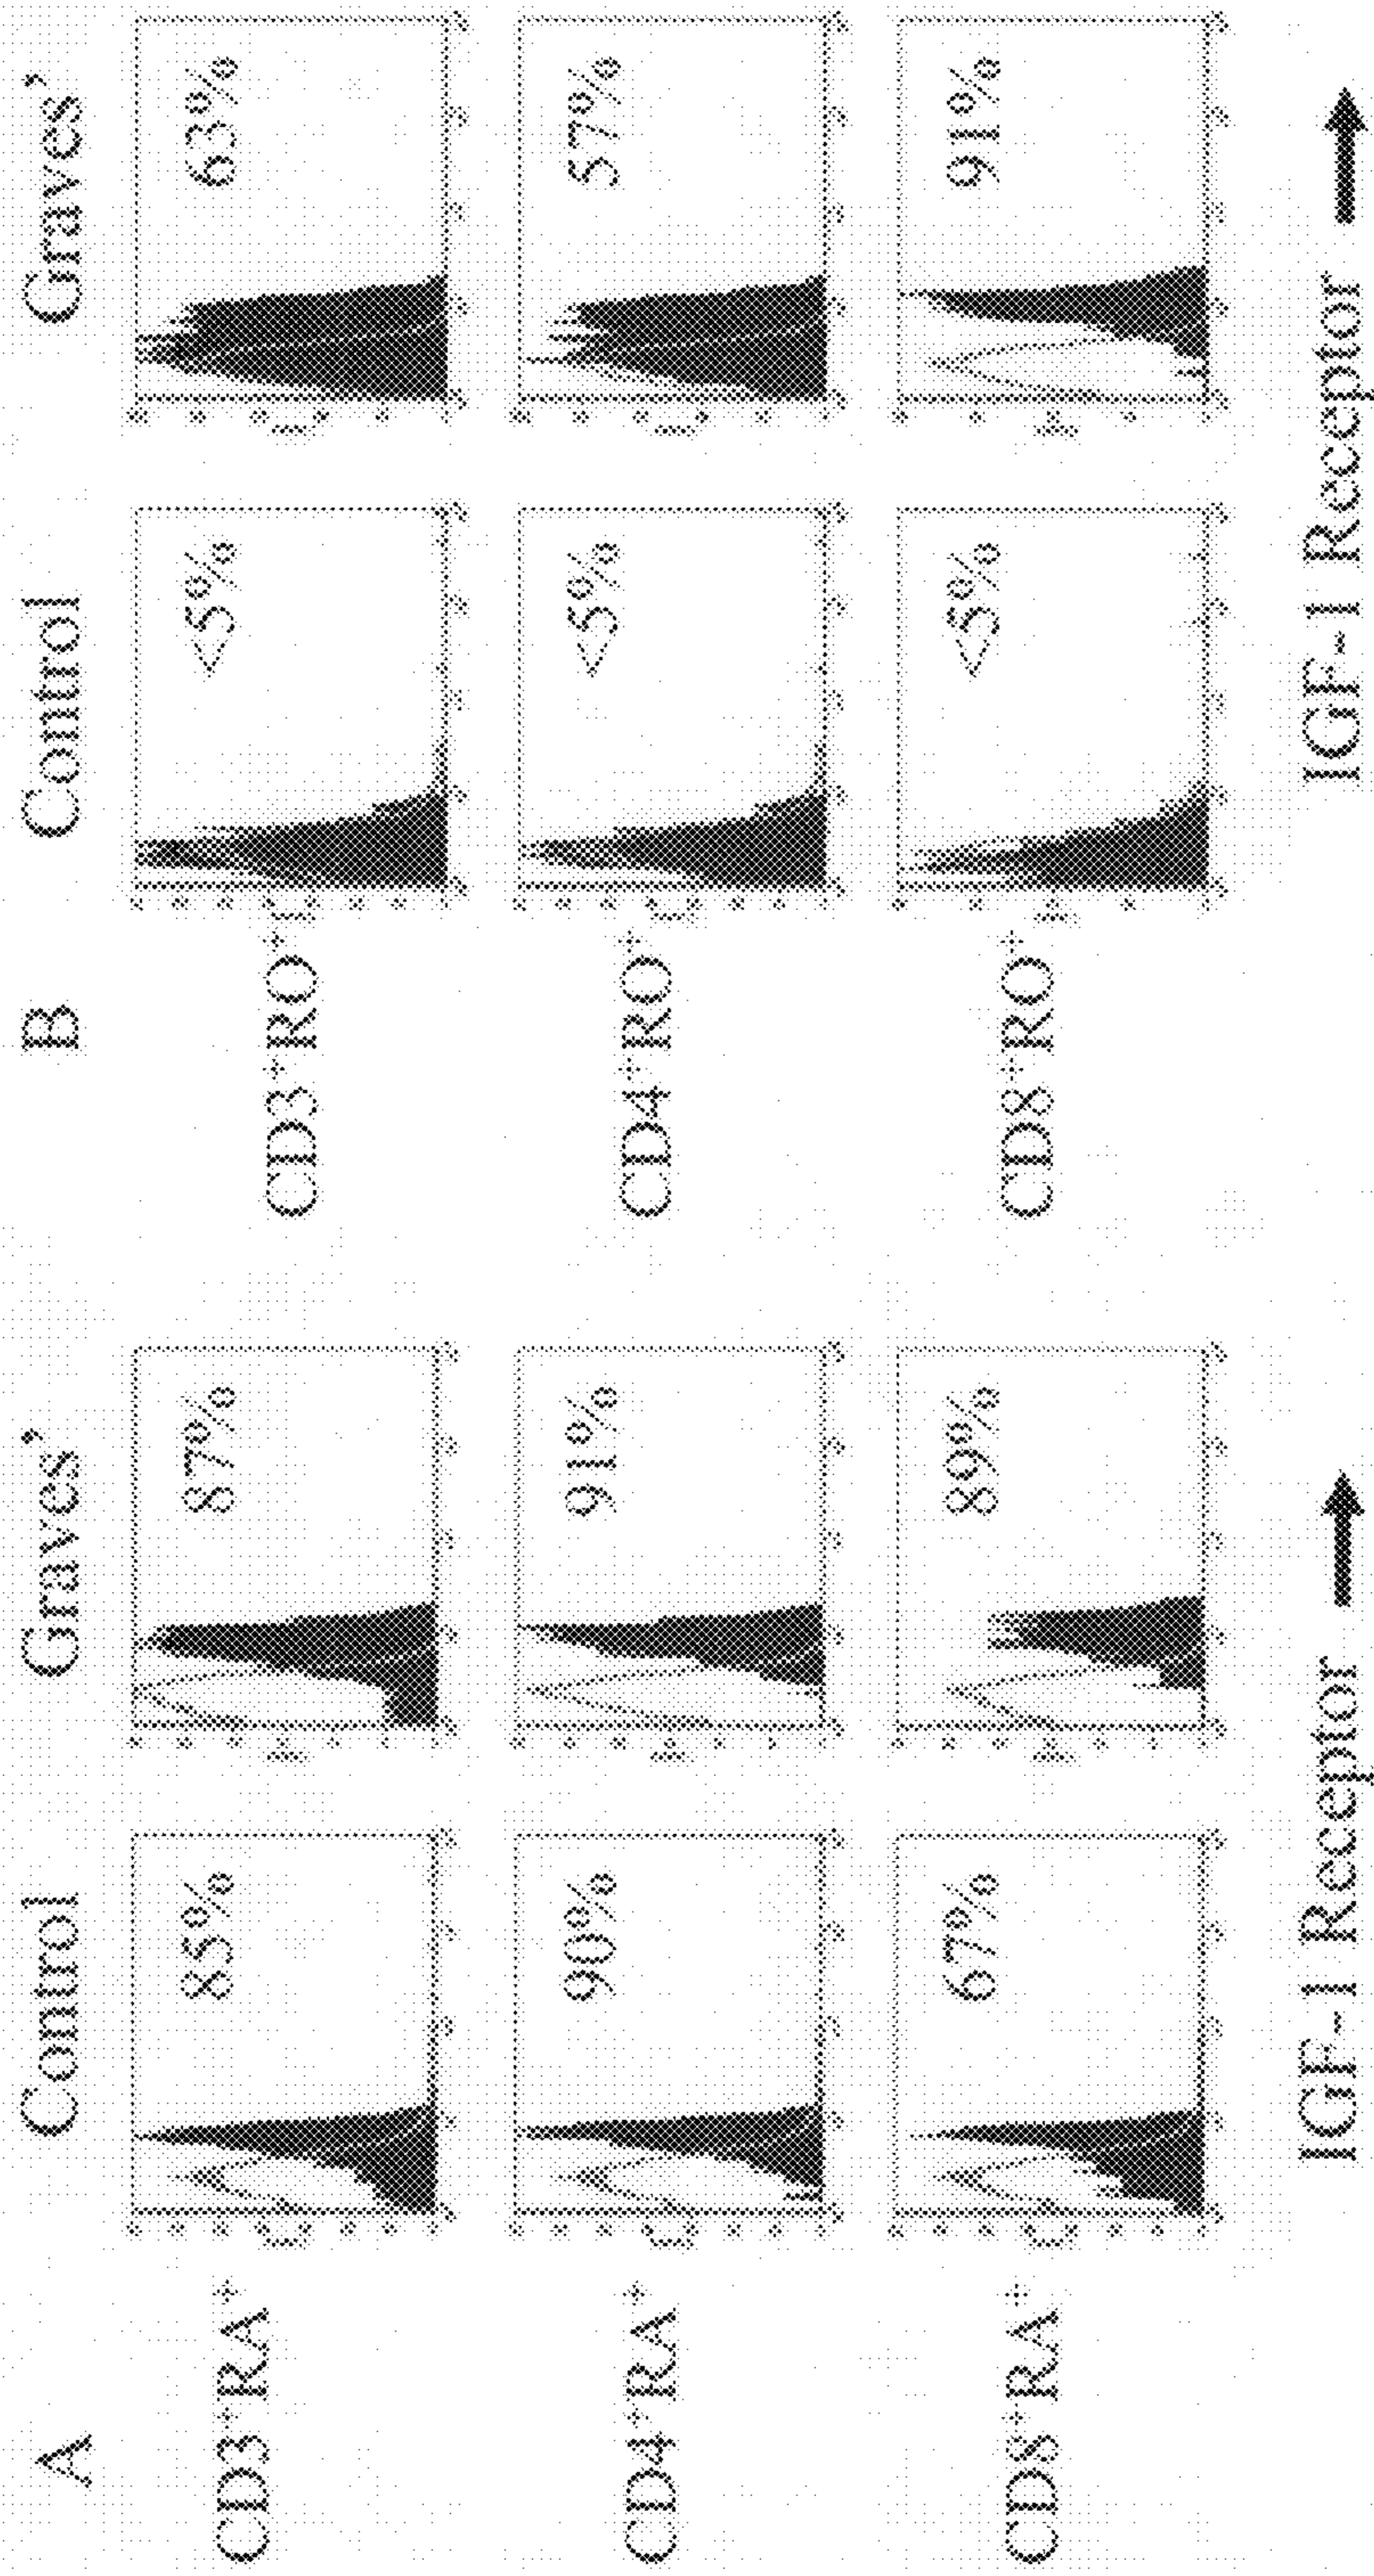 A Control Graves’
CD3⁺RA⁺ 85% 87%
CD4⁺RA⁺ 90% 91%
CD8⁺RA⁺ 67% 89%
IGF-1 Receptor
B Control Graves’
CD3⁺RO⁺ <5% 63%
CD4⁺RO⁺ <5% 57%
CD8⁺RO⁺ <5% 91%
IGF-1 Receptor